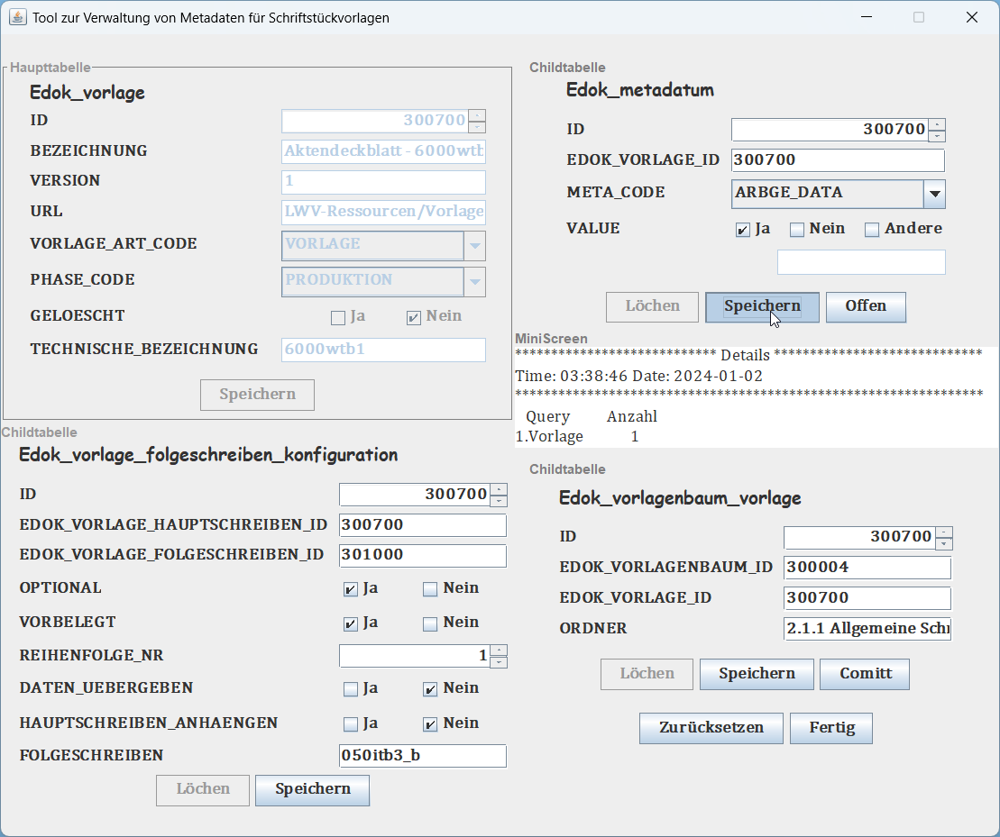 Tool zur Verwaltung von Metadaten für Schriftstückvorlagen
Haupttabelle
Edok_vorlage
ID 300700
BEZEICHNUNG Aktendeckblatt - 6000wtb
VERSION 1
URL LWV-Ressourcen/Vorlage
VORLAGE_ART_CODE VORLAGE
PHASE_CODE PRODUKTION
GELOESCHT Ja Nein
TECHNISCHE_BEZEICHNUNG 6000wtb1
Speichern
Childtabelle
Edok_metadatum
ID 300700
EDOK_VORLAGE_ID 300700
META_CODE ARBGE_DATA
VALUE Ja Nein Andere
Löchen Speichern Offen
MiniScreen
*************************** Details ****************************
Time: 03:38:46 Date: 2024-01-02
****************************************************************
Query Anzahl
1.Vorlage 1
Childtabelle
Edok_vorlage_folgeschreiben_konfiguration
ID 300700
EDOK_VORLAGE_HAUPTSCHREIBEN_ID 300700
EDOK_VORLAGE_FOLGESCHREIBEN_ID 301000
OPTIONAL Ja Nein
VORBELEGT Ja Nein
REIHENFOLGE_NR 1
DATEN_UEBERGEBEN Ja Nein
HAUPTSCHREIBEN_ANHAENGEN Ja Nein
FOLGESCHREIBEN 050itb3_b
Löchen Speichern
Childtabelle
Edok_vorlagenbaum_vorlage
ID 300700
EDOK_VORLAGENBAUM_ID 300004
EDOK_VORLAGE_ID 300700
ORDNER 2.1.1 Allgemeine Schr
Löchen Speichern Comitt
Zurücksetzen Fertig